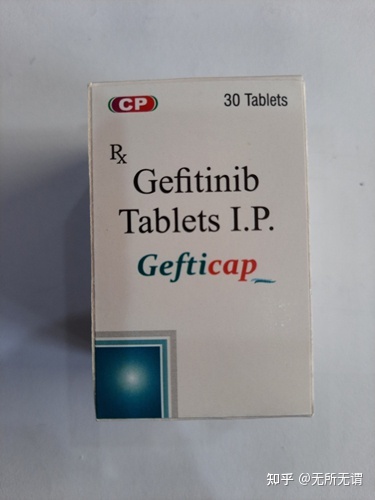 CP
30 Tablets
Rx
Gefitinib
Tablets I.P.
Gefticap
知乎 @无所无谓